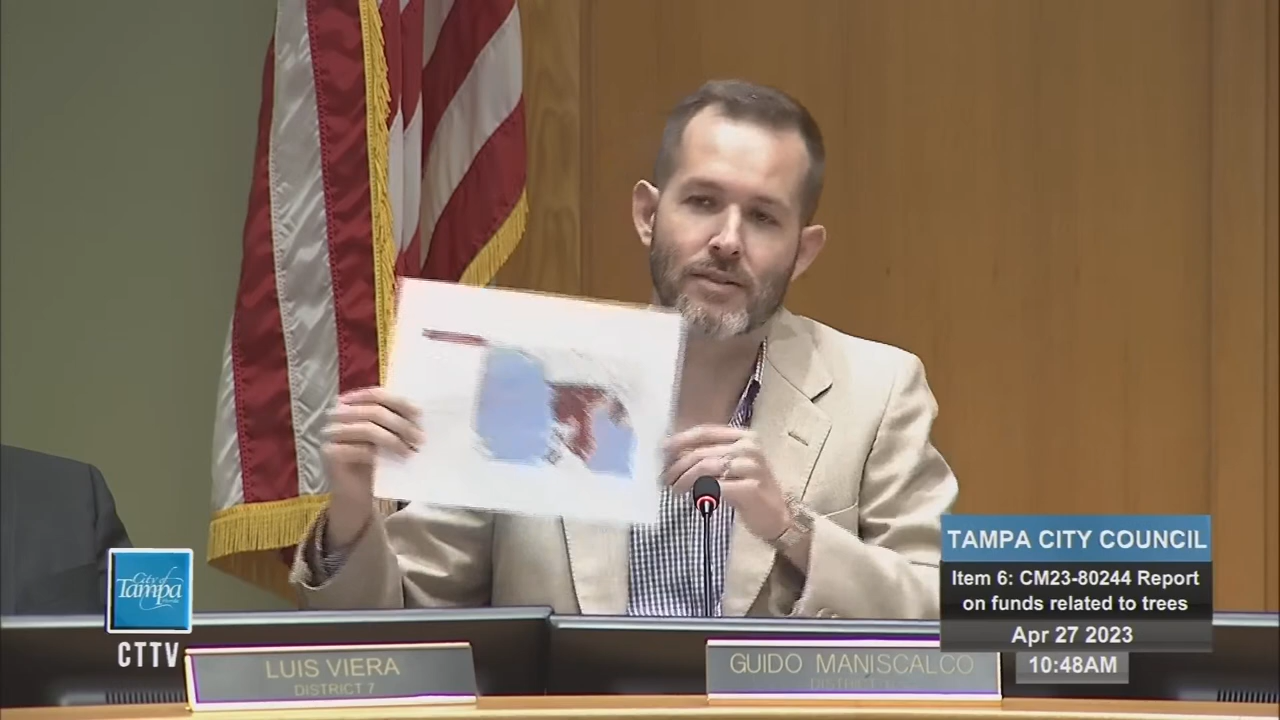 TAMPA CITY COUNCIL
Item 6: CM23-80244 Report
on funds related to trees
Apr 27 2023
10:48AM
City of
Tampa
CTTV
LUIS VIERA
DISTRICT 7
GUIDO MANISCALCO